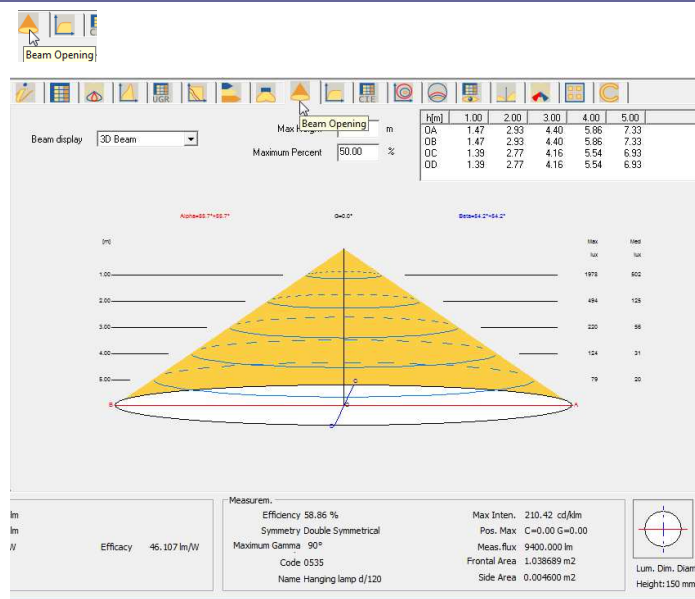 Beam Opening
UGR CIE
Beam display 3D Beam
Max H Beam Opening m
Maximum Percent 50.00 %
h[m] 1.00 2.00 3.00 4.00 5.00
OA 1.47 2.93 4.40 5.86 7.33
OB 1.47 2.93 4.40 5.86 7.33
OC 1.39 2.77 4.16 5.54 6.93
OD 1.39 2.77 4.16 5.54 6.93
G=0.0° Beta=54.2°+54.2°
[m] Max Med
lux lux
1.00 1978 502
2.00 494 125
3.00 220 56
4.00 124 31
5.00 79 20
B C A
D
Measurem.
lm Efficiency 58.86 % Max Inten. 210.42 cd/klm
lm Symmetry Double Symmetrical Pos. Max C=0.00 G=0.00
W Efficacy 46.107 lm/W Maximum Gamma 90° Meas.flux 9400.000 lm
Code 0535 Frontal Area 1.038689 m2
Name Hanging lamp d/120 Side Area 0.004600 m2
Lum. Dim. Diam
Height:150 mm